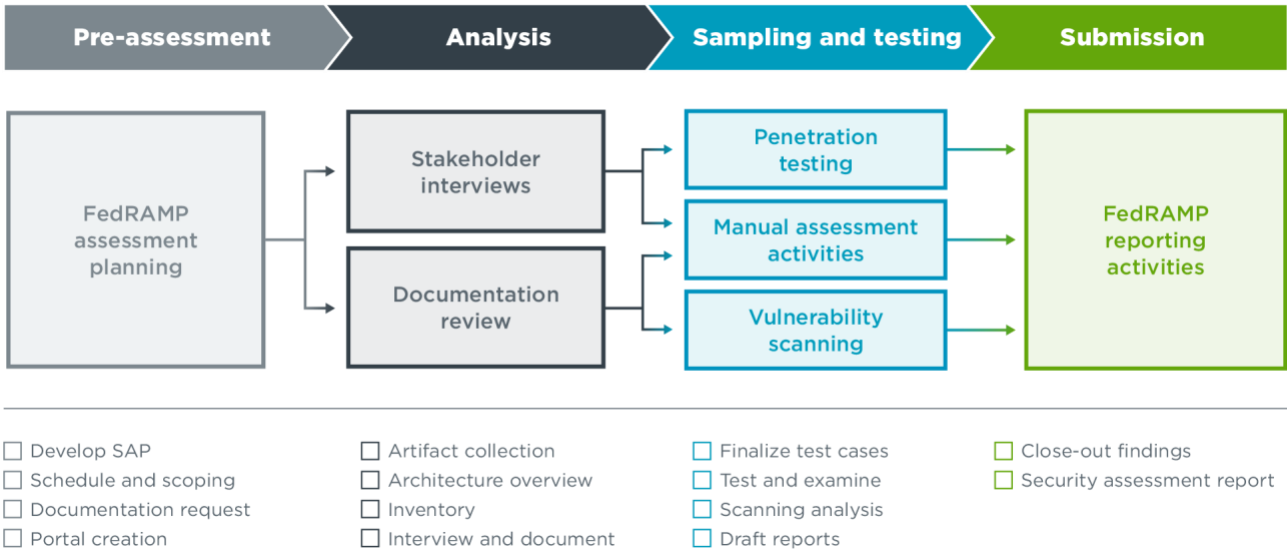 Pre-assessment
Analysis
Sampling and testing
Submission
FedRAMP
assessment
planning
Stakeholder
interviews
Documentation
review
Penetration
testing
Manual assessment
activities
Vulnerability
scanning
FedRAMP
reporting
activities
Develop SAP
Schedule and scoping
Documentation request
Portal creation
Artifact collection
Architecture overview
Inventory
Interview and document
Finalize test cases
Test and examine
Scanning analysis
Draft reports
Close-out findings
Security assessment report